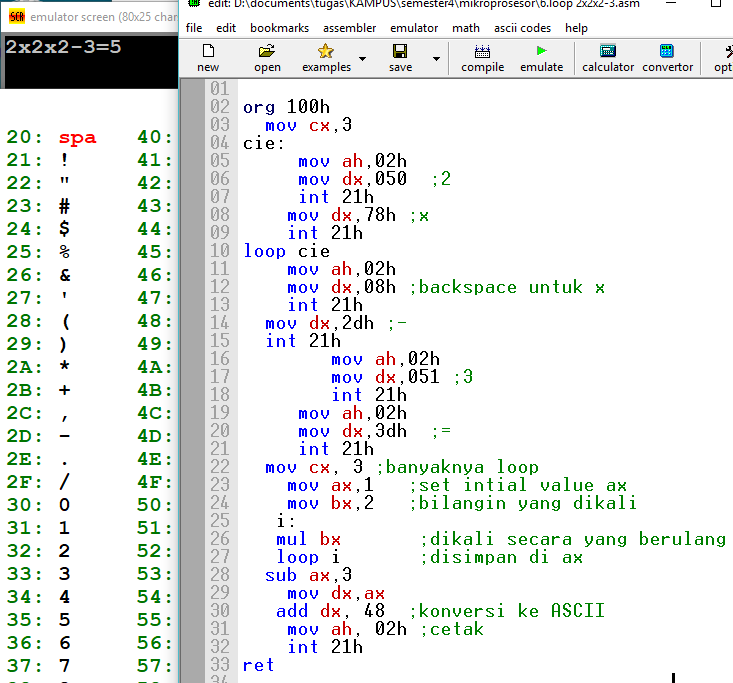 emulator screen (80x25 char
2x2x2-3=5
20: spa 40:
21: ! 41:
22: " 42:
23: # 43:
24: $ 44:
25: % 45:
26: & 46:
27: ' 47:
28: ( 48:
29: ) 49:
2A: * 4A:
2B: + 4B:
2C: , 4C:
2D: - 4D:
2E: . 4E:
2F: / 4F:
30: 0 50:
31: 1 51:
32: 2 52:
33: 3 53:
34: 4 54:
35: 5 55:
36: 6 56:
37: 7 57:
edit: D:\documents\tugas\KAMPUS\semester4\mikroprosesor\6.loop 2x2x2-3.asm
file edit bookmarks assembler emulator math ascii codes help
new open examples save compile emulate calculator convertor opt
01
02 org 100h
03 mov cx,3
04 cie:
05 mov ah,02h
06 mov dx,050 ;2
07 int 21h
08 mov dx,78h ;x
09 int 21h
10 loop cie
11 mov ah,02h
12 mov dx,08h ;backspace untuk x
13 int 21h
14 mov dx,2dh ;-
15 int 21h
16 mov ah,02h
17 mov dx,051 ;3
18 int 21h
19 mov ah,02h
20 mov dx,3dh ;=
21 int 21h
22 mov cx, 3 ;banyaknya loop
23 mov ax,1 ;set intial value ax
24 mov bx,2 ;bilangin yang dikali
25 i:
26 mul bx ;dikali secara yang berulang
27 loop i ;disimpan di ax
28 sub ax,3
29 mov dx,ax
30 add dx, 48 ;konversi ke ASCII
31 mov ah, 02h ;cetak
32 int 21h
33 ret